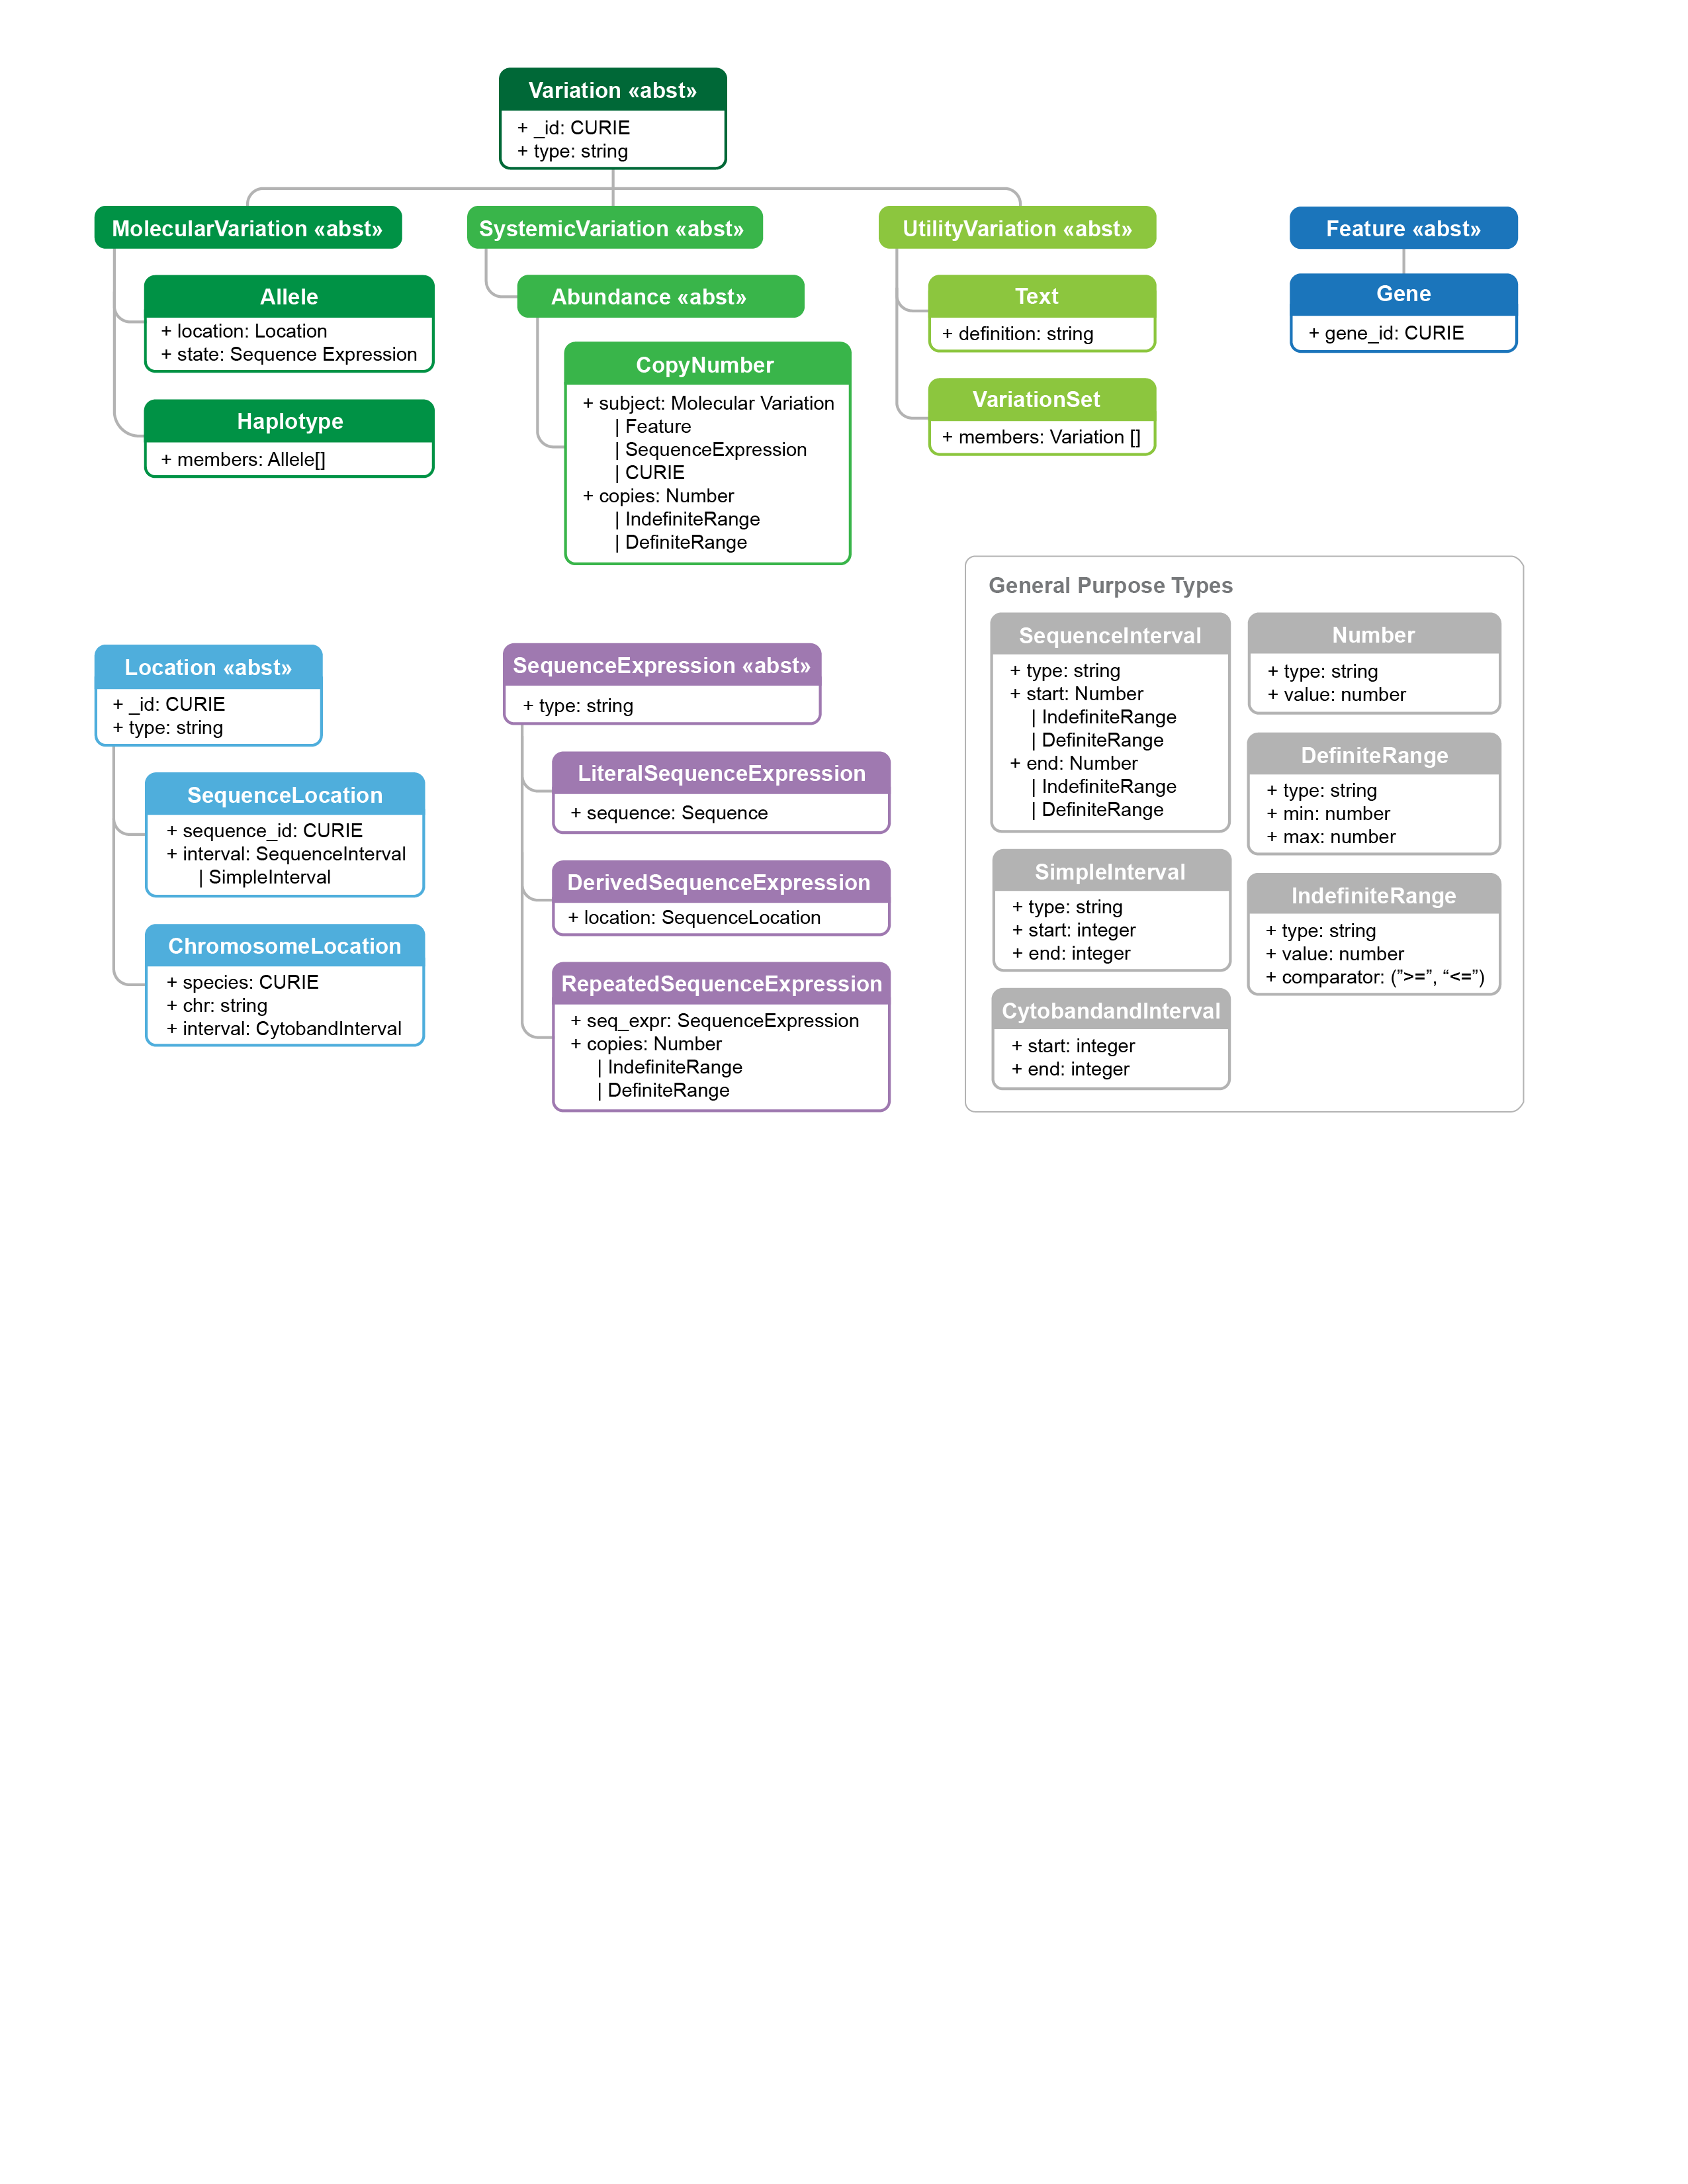 Variation «abst»
+ _id: CURIE
+ type: string
MolecularVariation «abst»
Allele
+ location: Location
+ state: Sequence Expression
Haplotype
+ members: Allele[]
SystemicVariation «abst»
Abundance «abst»
CopyNumber
+ subject: Molecular Variation
| Feature
| SequenceExpression
| CURIE
+ copies: Number
| IndefiniteRange
| DefiniteRange
UtilityVariation «abst»
Text
+ definition: string
VariationSet
+ members: Variation []
Feature «abst»
Gene
+ gene_id: CURIE
Location «abst»
+ _id: CURIE
+ type: string
SequenceLocation
+ sequence_id: CURIE
+ interval: SequenceInterval
| SimpleInterval
ChromosomeLocation
+ species: CURIE
+ chr: string
+ interval: CytobandInterval
SequenceExpression «abst»
+ type: string
LiteralSequenceExpression
+ sequence: Sequence
DerivedSequenceExpression
+ location: SequenceLocation
RepeatedSequenceExpression
+ seq_expr: SequenceExpression
+ copies: Number
| IndefiniteRange
| DefiniteRange
General Purpose Types
SequenceInterval
+ type: string
+ start: Number
| IndefiniteRange
| DefiniteRange
+ end: Number
| IndefiniteRange
| DefiniteRange
SimpleInterval
+ type: string
+ start: integer
+ end: integer
CytobandandInterval
+ start: integer
+ end: integer
Number
+ type: string
+ value: number
DefiniteRange
+ type: string
+ min: number
+ max: number
IndefiniteRange
+ type: string
+ value: number
+ comparator: (”>=”, “<=”)